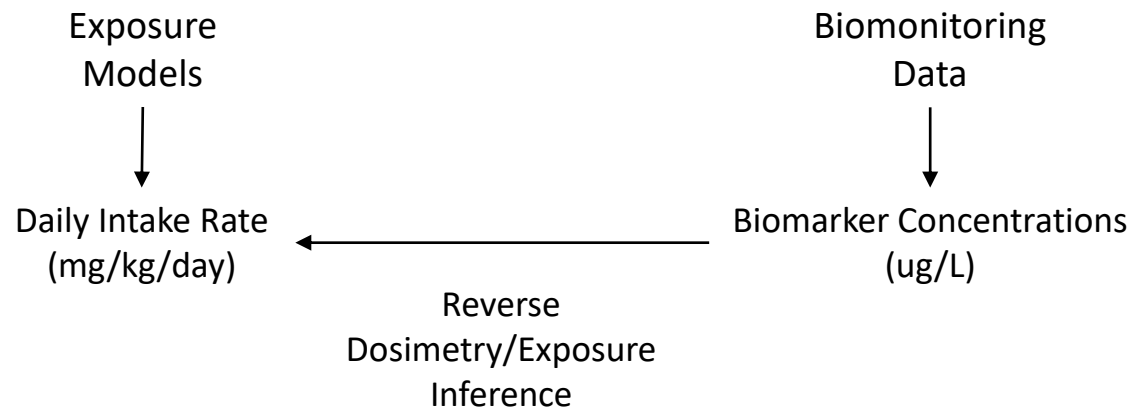 Exposure
Models
Biomonitoring
Data
Daily Intake Rate
(mg/kg/day)
Biomarker Concentrations
(ug/L)
Reverse
Dosimetry/Exposure
Inference